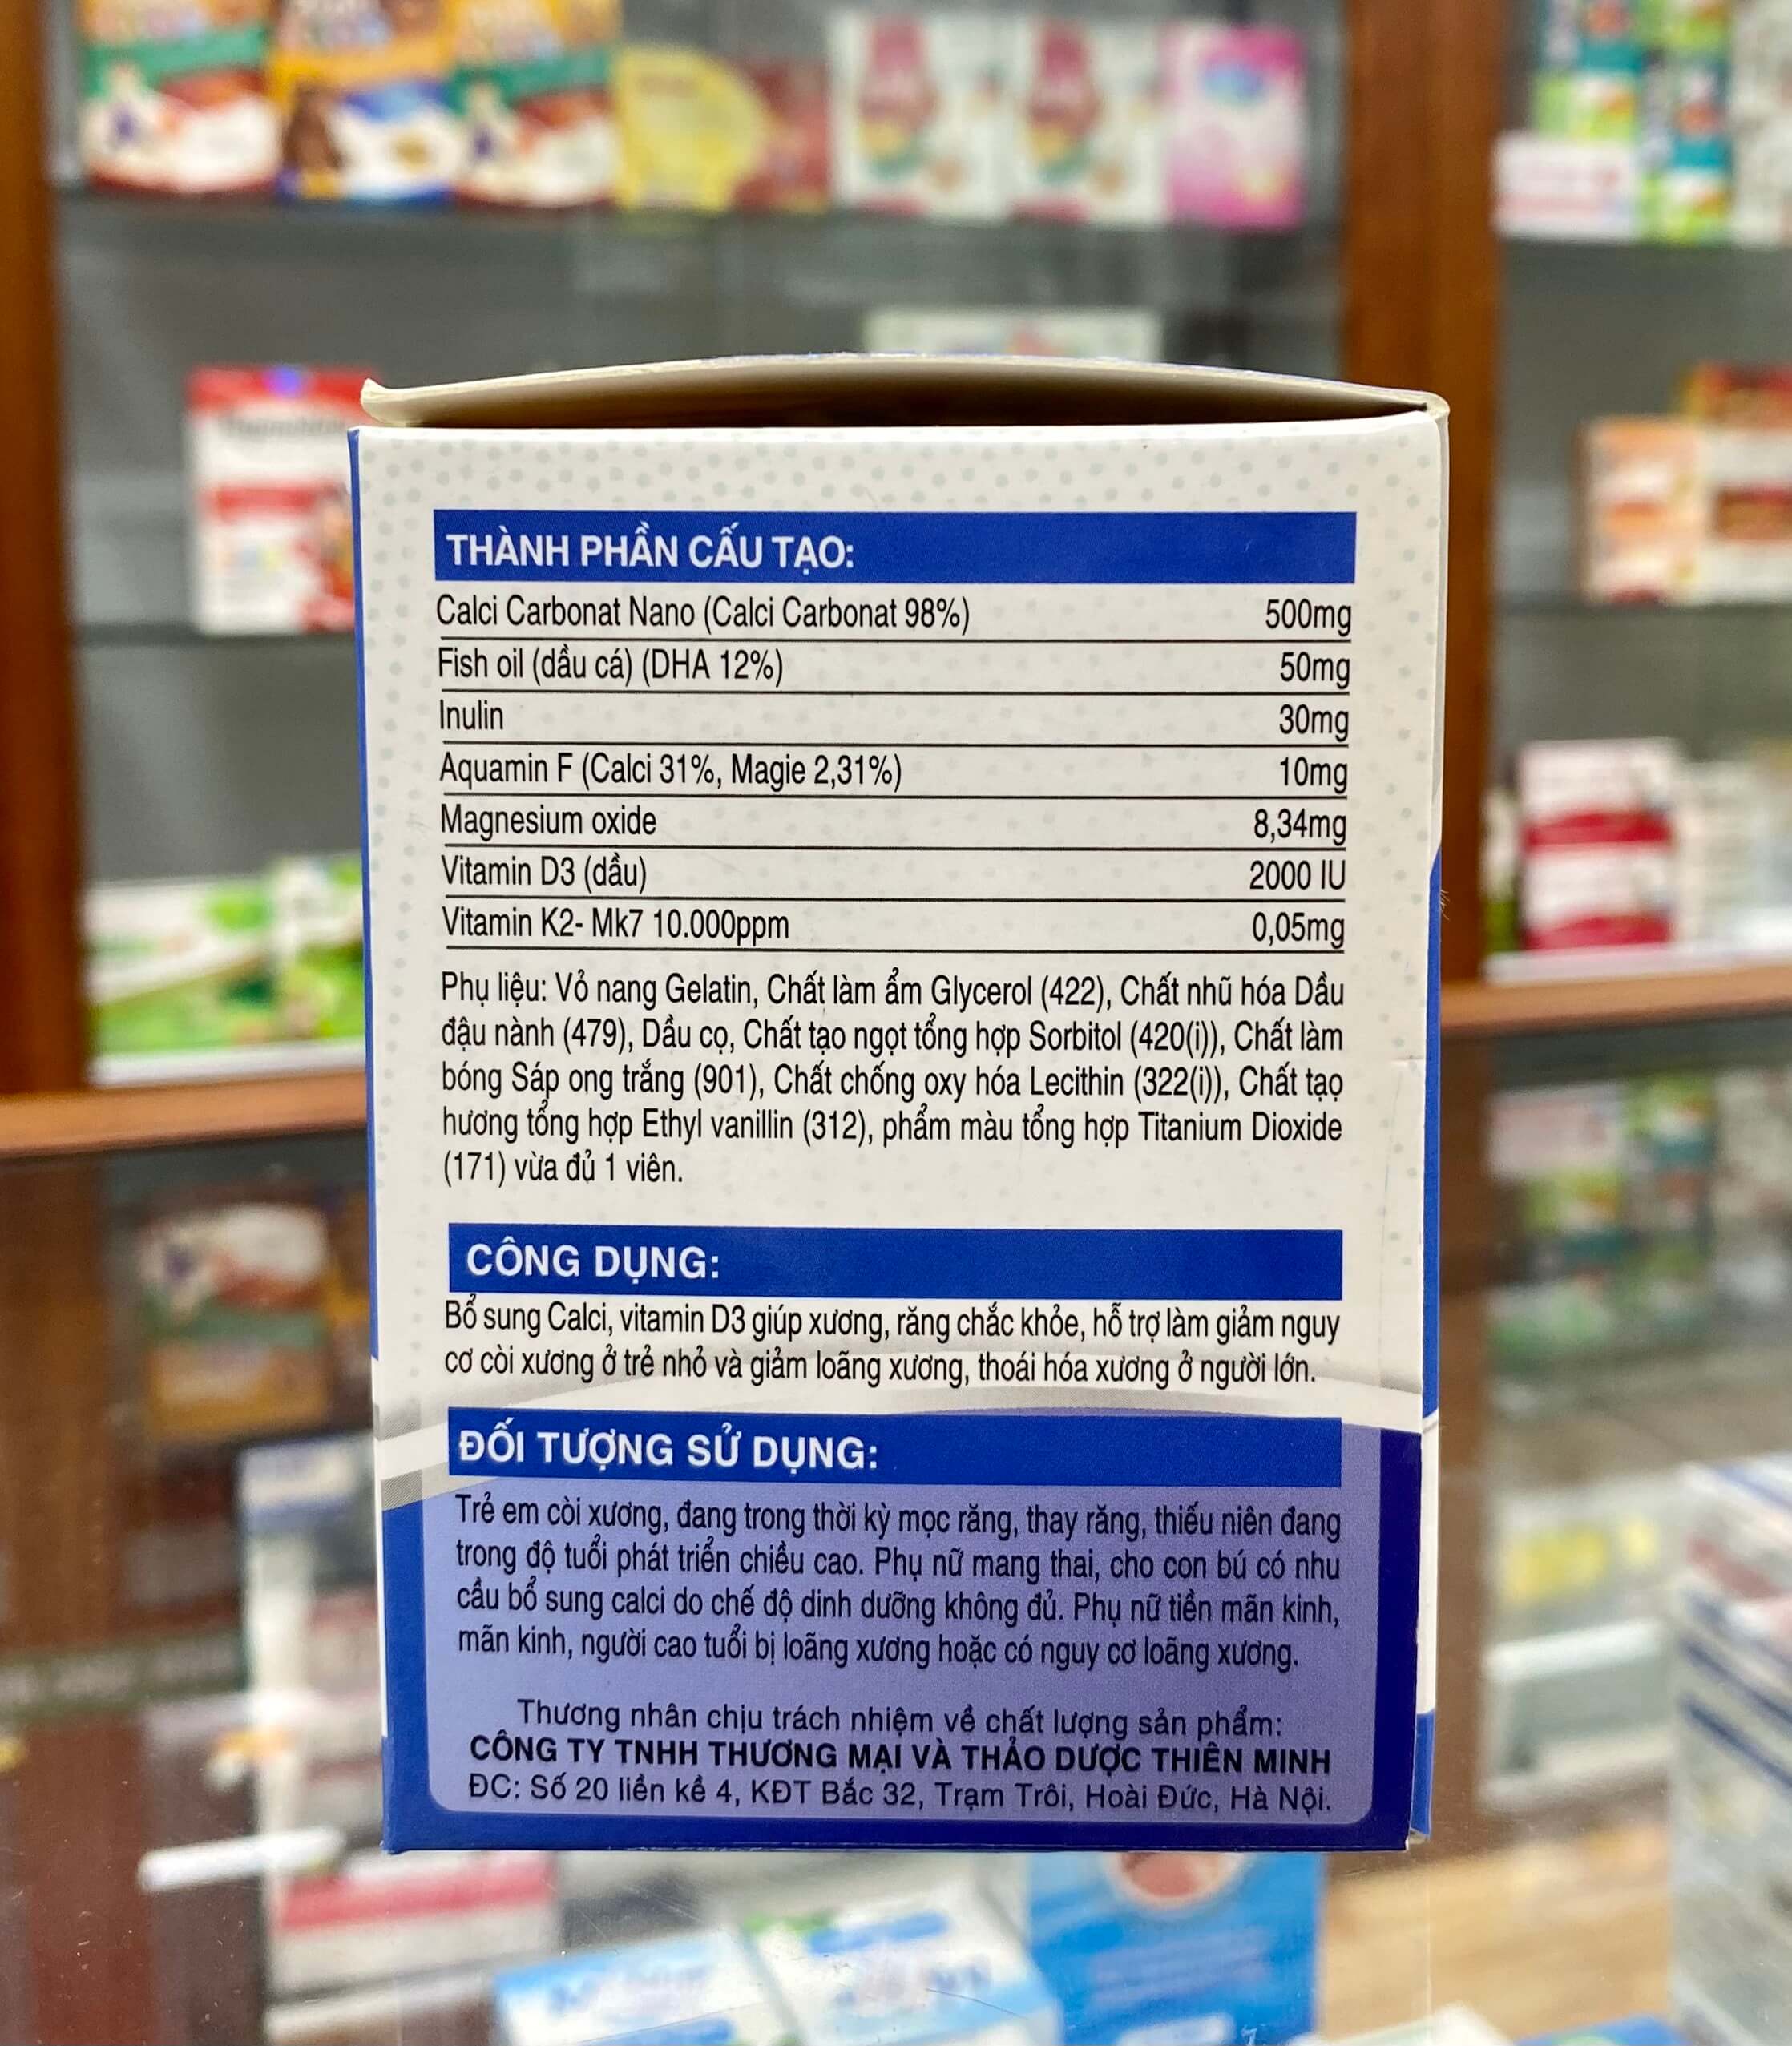 THÀNH PHẦN CẤU TẠO:
Calci Carbonat Nano (Calci Carbonat 98%) 500mg
Fish oil (dầu cá) (DHA 12%) 50mg
Inulin 30mg
Aquamin F (Calci 31%, Magie 2,31%) 10mg
Magnesium oxide 8,34mg
Vitamin D3 (dầu) 2000 IU
Vitamin K2- Mk7 10.000ppm 0,05mg
Phụ liệu: Vỏ nang Gelatin, Chất làm ẩm Glycerol (422), Chất nhũ hóa Dầu
đậu nành (479), Dầu cọ, Chất tạo ngọt tổng hợp Sorbitol (420(i)), Chất làm
bóng Sáp ong trắng (901), Chất chống oxy hóa Lecithin (322(i)), Chất tạo
hương tổng hợp Ethyl vanillin (312), phẩm màu tổng hợp Titanium Dioxide
(171) vừa đủ 1 viên.
CÔNG DỤNG:
Bổ sung Calci, vitamin D3 giúp xương, răng chắc khỏe, hỗ trợ làm giảm nguy
cơ còi xương ở trẻ nhỏ và giảm loãng xương, thoái hóa xương ở người lớn.
ĐỐI TƯỢNG SỬ DỤNG:
Trẻ em còi xương, đang trong thời kỳ mọc răng, thay răng, thiếu niên đang
trong độ tuổi phát triển chiều cao. Phụ nữ mang thai, cho con bú có nhu
cầu bổ sung calci do chế độ dinh dưỡng không đủ. Phụ nữ tiền mãn kinh,
mãn kinh, người cao tuổi bị loãng xương hoặc có nguy cơ loãng xương.
Thương nhân chịu trách nhiệm về chất lượng sản phẩm:
CÔNG TY TNHH THƯƠNG MẠI VÀ THẢO DƯỢC THIÊN MINH
ĐC: Số 20 liền kề 4, KĐT Bắc 32, Trạm Trôi, Hoài Đức, Hà Nội.